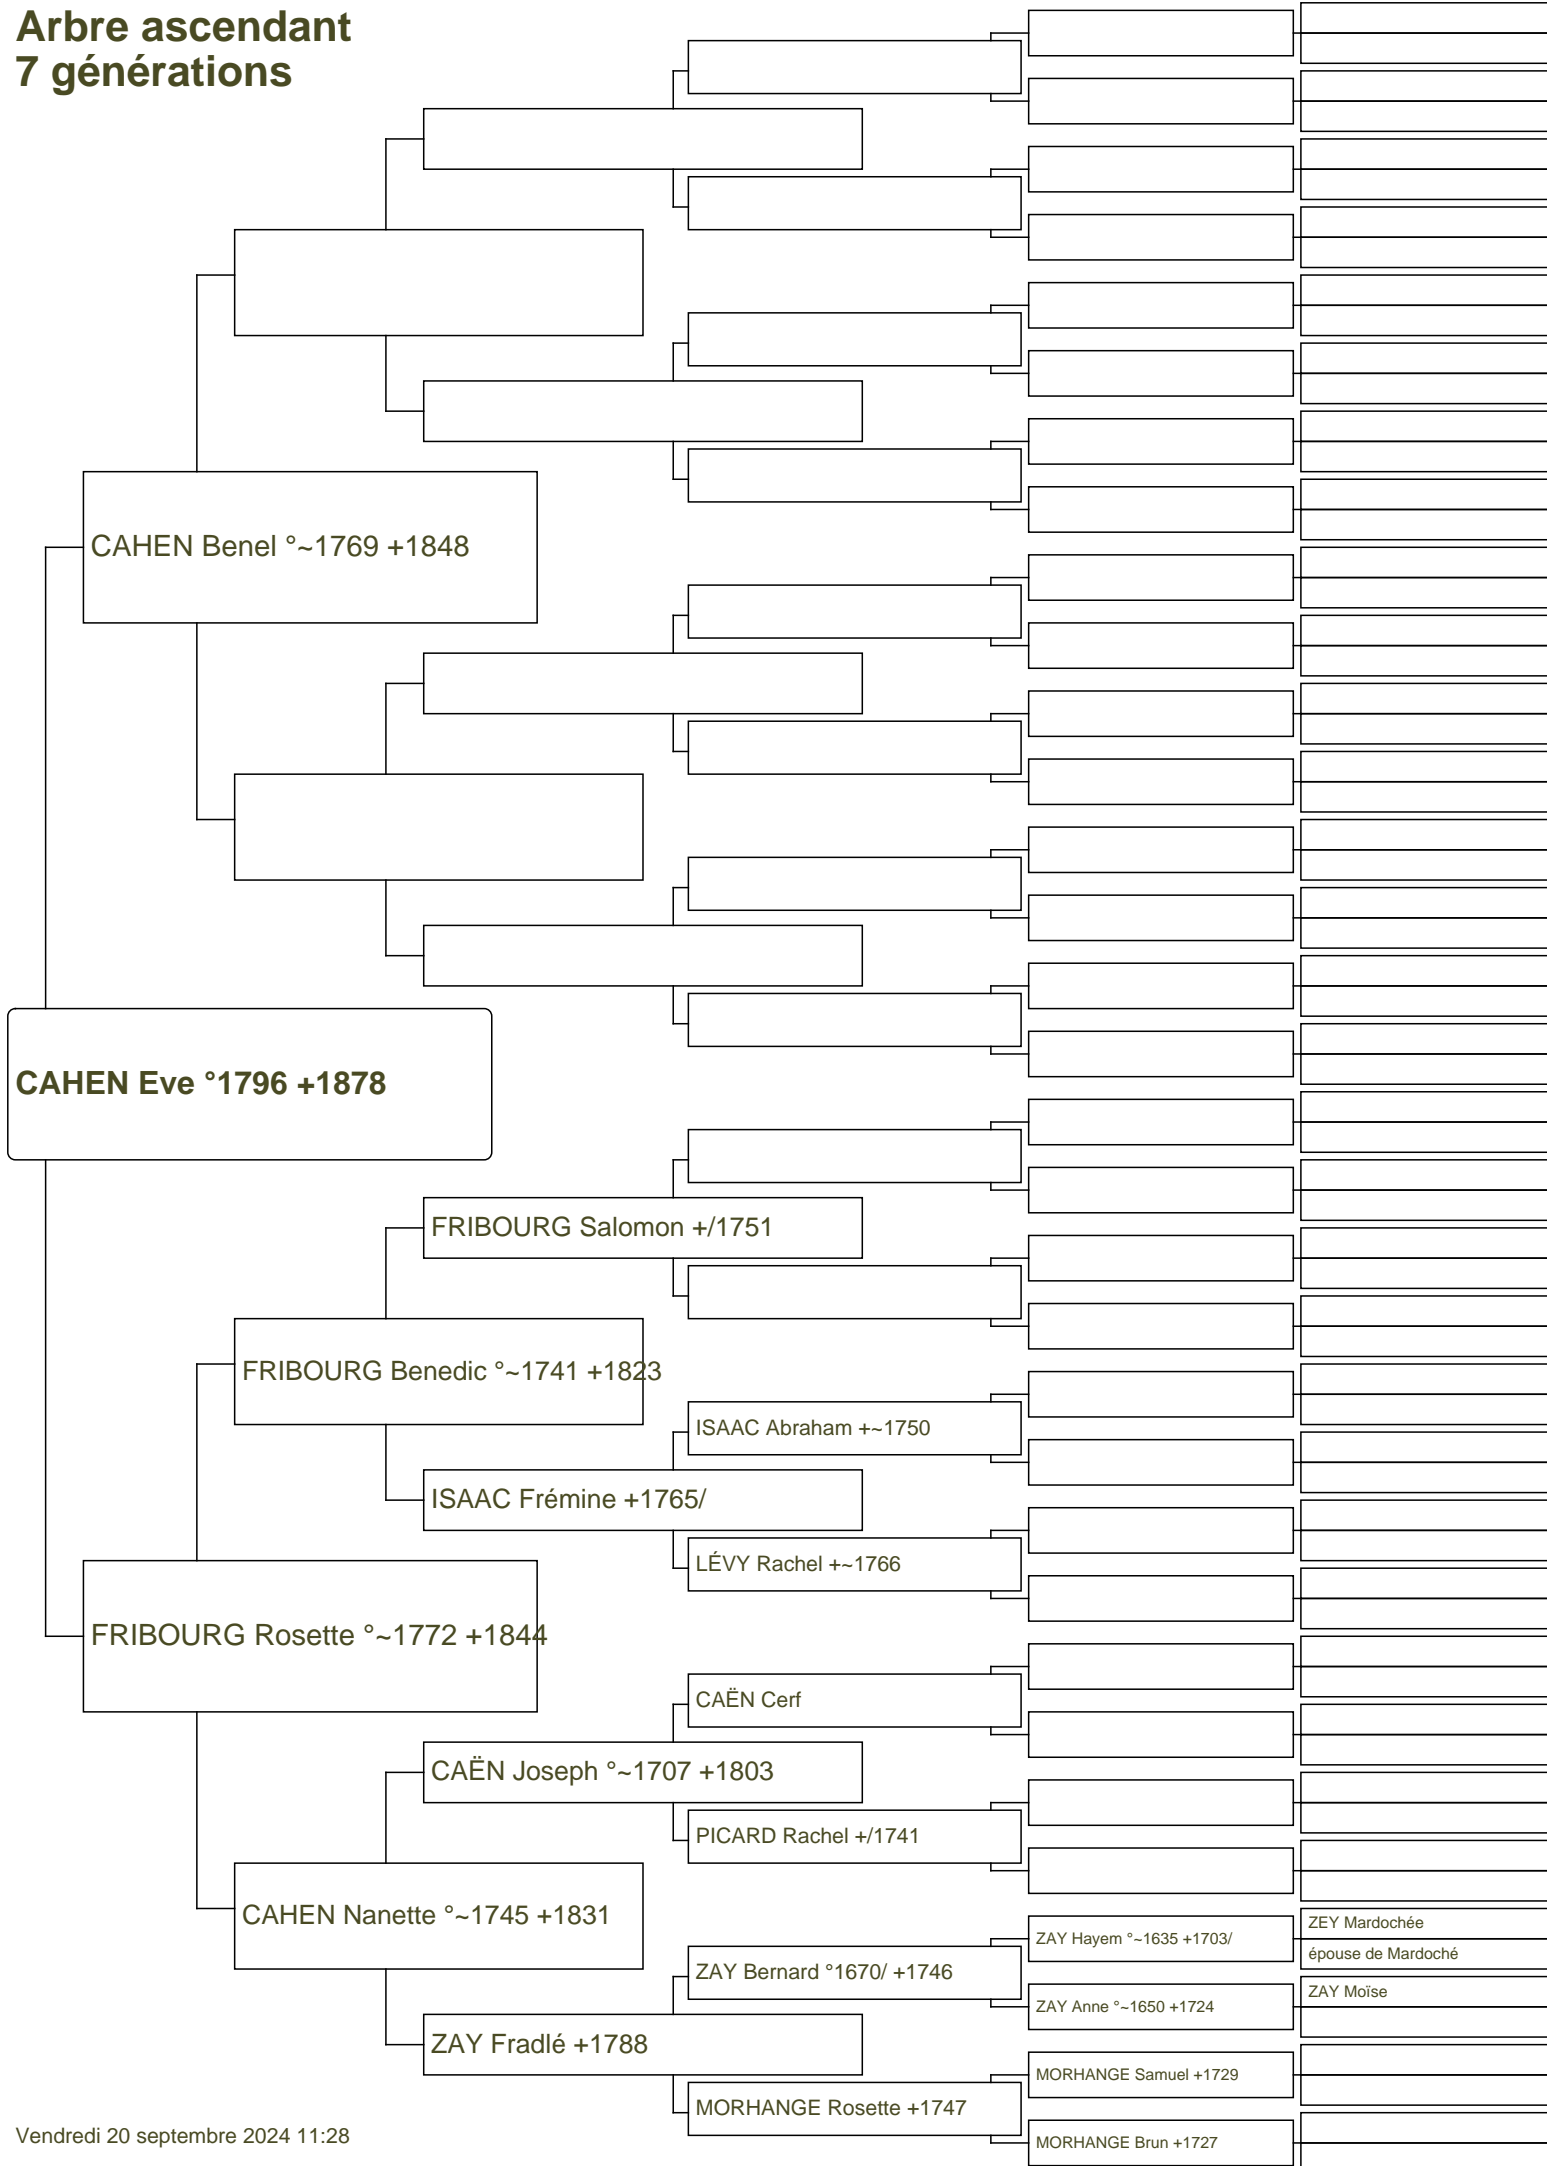 Arbre ascendant
7 générations
CAHEN Benel °~1769 +1848
CAHEN Eve °1796 +1878
FRIBOURG Salomon +/1751
FRIBOURG Benedic °~1741 +1823
ISAAC Abraham +~1750
ISAAC Frémine +1765/
LÉVY Rachel +~1766
FRIBOURG Rosette °~1772 +1844
CAËN Cerf
CAËN Joseph °~1707 +1803
PICARD Rachel +/1741
CAHEN Nanette °~1745 +1831
ZEY Mardochée
ZAY Hayem °~1635 +1703/
épouse de Mardoché
ZAY Bernard °1670/ +1746
ZAY Moïse
ZAY Anne °~1650 +1724
ZAY Fradlé +1788
MORHANGE Samuel +1729
MORHANGE Rosette +1747
MORHANGE Brun +1727
Vendredi 20 septembre 2024 11:28